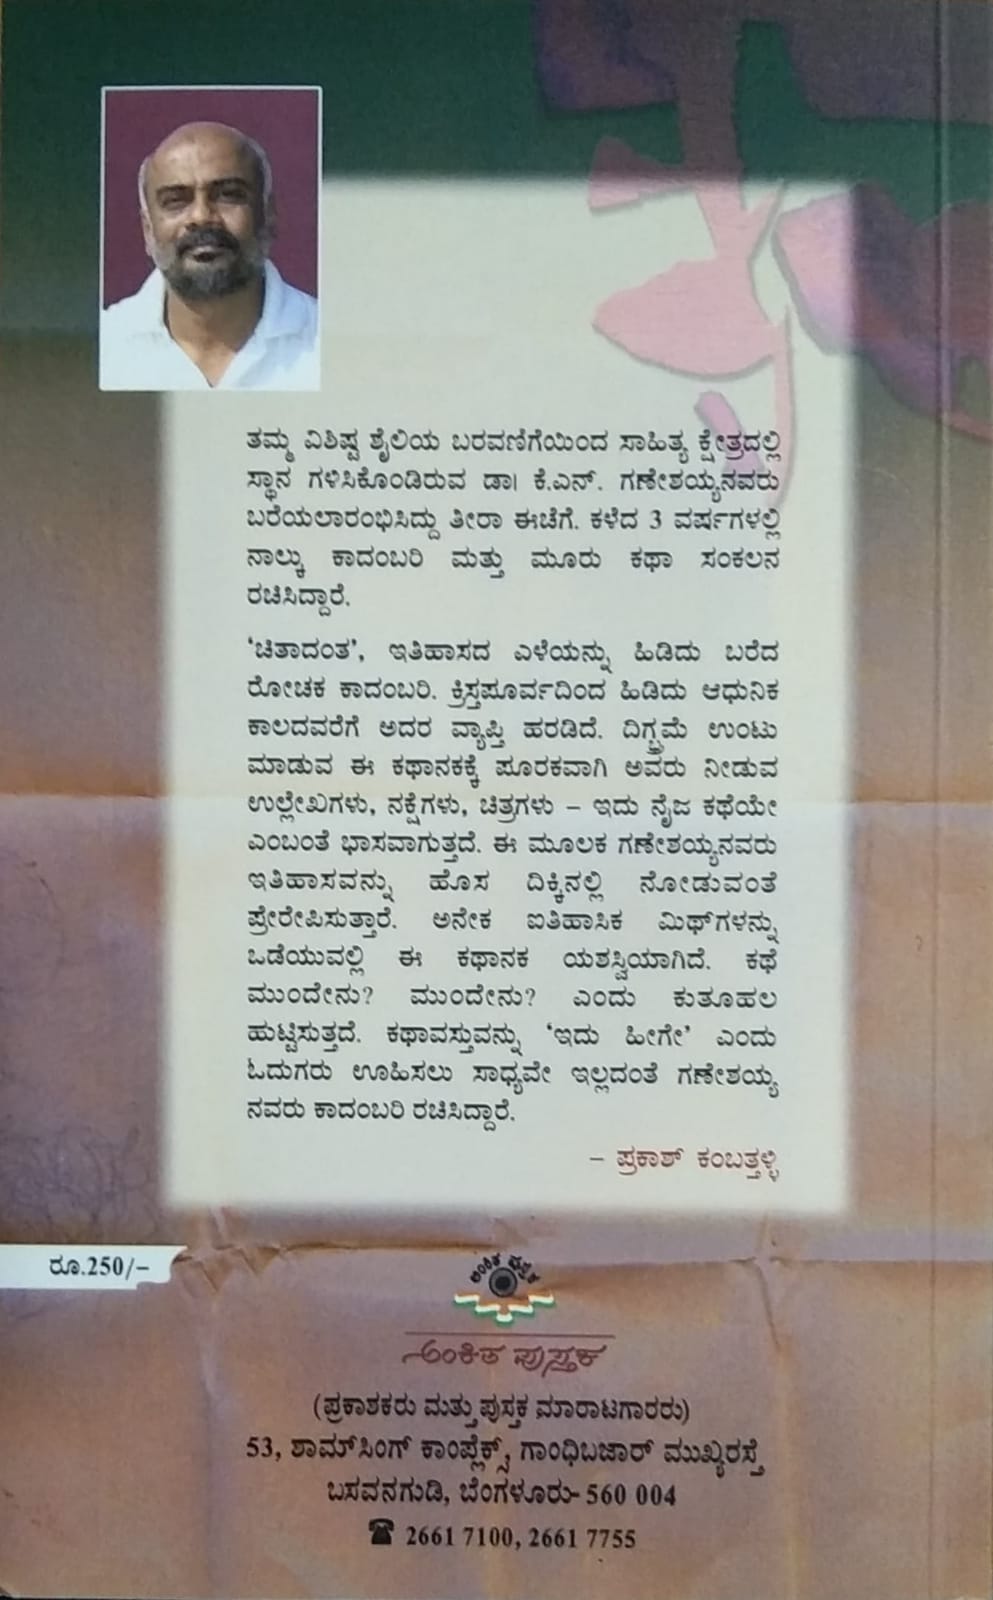 ತಮ್ಮ ವಿಶಿಷ್ಟ ಶೈಲಿಯ ಬರವಣಿಗೆಯಿಂದ ಸಾಹಿತ್ಯ ಕ್ಷೇತ್ರದಲ್ಲಿ
ಸ್ಥಾನ ಗಳಿಸಿಕೊಂಡಿರುವ ಡಾ। ಕೆ.ಎನ್. ಗಣೇಶಯ್ಯನವರು
ಬರೆಯಲಾರಂಭಿಸಿದ್ದು ತೀರಾ ಈಚೆಗೆ. ಕಳೆದ 3 ವರ್ಷಗಳಲ್ಲಿ
ನಾಲ್ಕು ಕಾದಂಬರಿ ಮತ್ತು ಮೂರು ಕಥಾ ಸಂಕಲನ
ರಚಿಸಿದ್ದಾರೆ.
‘ಚಿತಾದಂತ’, ಇತಿಹಾಸದ ಎಳೆಯನ್ನು ಹಿಡಿದು ಬರೆದ
ರೋಚಕ ಕಾದಂಬರಿ. ಕ್ರಿಸ್ತಪೂರ್ವದಿಂದ ಹಿಡಿದು ಆಧುನಿಕ
ಕಾಲದವರೆಗೆ ಅದರ ವ್ಯಾಪ್ತಿ ಹರಡಿದೆ. ದಿಗ್ಭ್ರಮೆ ಉಂಟು
ಮಾಡುವ ಈ ಕಥಾನಕಕ್ಕೆ ಪೂರಕವಾಗಿ ಅವರು ನೀಡುವ
ಉಲ್ಲೇಖಗಳು, ನಕ್ಷೆಗಳು, ಚಿತ್ರಗಳು – ಇದು ನೈಜ ಕಥೆಯೇ
ಎಂಬಂತೆ ಭಾಸವಾಗುತ್ತದೆ. ಈ ಮೂಲಕ ಗಣೇಶಯ್ಯನವರು
ಇತಿಹಾಸವನ್ನು ಹೊಸ ದಿಕ್ಕಿನಲ್ಲಿ ನೋಡುವಂತೆ
ಪ್ರೇರೇಪಿಸುತ್ತಾರೆ. ಅನೇಕ ಐತಿಹಾಸಿಕ ಮಿಥ್‌ಗಳನ್ನು
ಒಡೆಯುವಲ್ಲಿ ಈ ಕಥಾನಕ ಯಶಸ್ವಿಯಾಗಿದೆ. ಕಥೆ
ಮುಂದೇನು? ಮುಂದೇನು? ಎಂದು ಕುತೂಹಲ
ಹುಟ್ಟಿಸುತ್ತದೆ. ಕಥಾವಸ್ತುವನ್ನು ‘ಇದು ಹೀಗೇ’ ಎಂದು
ಓದುಗರು ಊಹಿಸಲು ಸಾಧ್ಯವೇ ಇಲ್ಲದಂತೆ ಗಣೇಶಯ್ಯ
ನವರು ಕಾದಂಬರಿ ರಚಿಸಿದ್ದಾರೆ.
– ಪ್ರಕಾಶ್ ಕಂಬತ್ತಳ್ಳಿ
ರೂ.250/–
ಅಂಕಿತ ಪುಸ್ತಕ
ಅಂಕಿತ ಪುಸ್ತಕ
(ಪ್ರಕಾಶಕರು ಮತ್ತು ಪುಸ್ತಕ ಮಾರಾಟಗಾರರು)
53, ಶಾಮ್‌ಸಿಂಗ್ ಕಾಂಪ್ಲೆಕ್ಸ್, ಗಾಂಧಿಬಜಾರ್ ಮುಖ್ಯರಸ್ತೆ
ಬಸವನಗುಡಿ, ಬೆಂಗಳೂರು- 560 004
☎ 2661 7100, 2661 7755